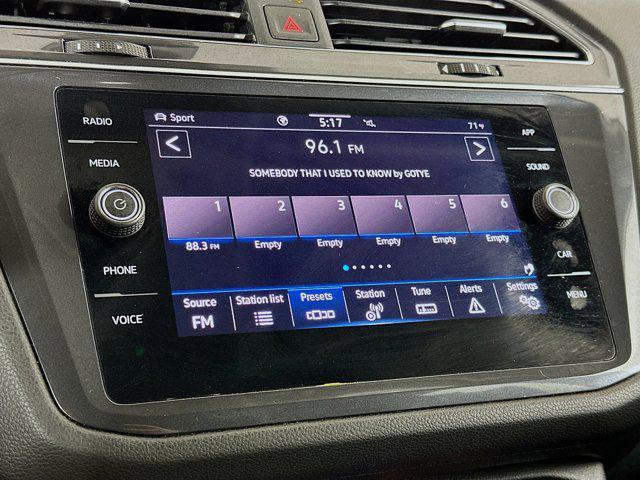 Sport 5:17 71°F
RADIO
MEDIA
PHONE
VOICE
96.1 FM
SOMEBODY THAT I USED TO KNOW by GOTYE
1 2 3 4 5 6
88.3 FM Empty Empty Empty Empty Empty
Source Station list Presets Station Tune Alerts Settings
FM
APP
SOUND
CAR
MENU